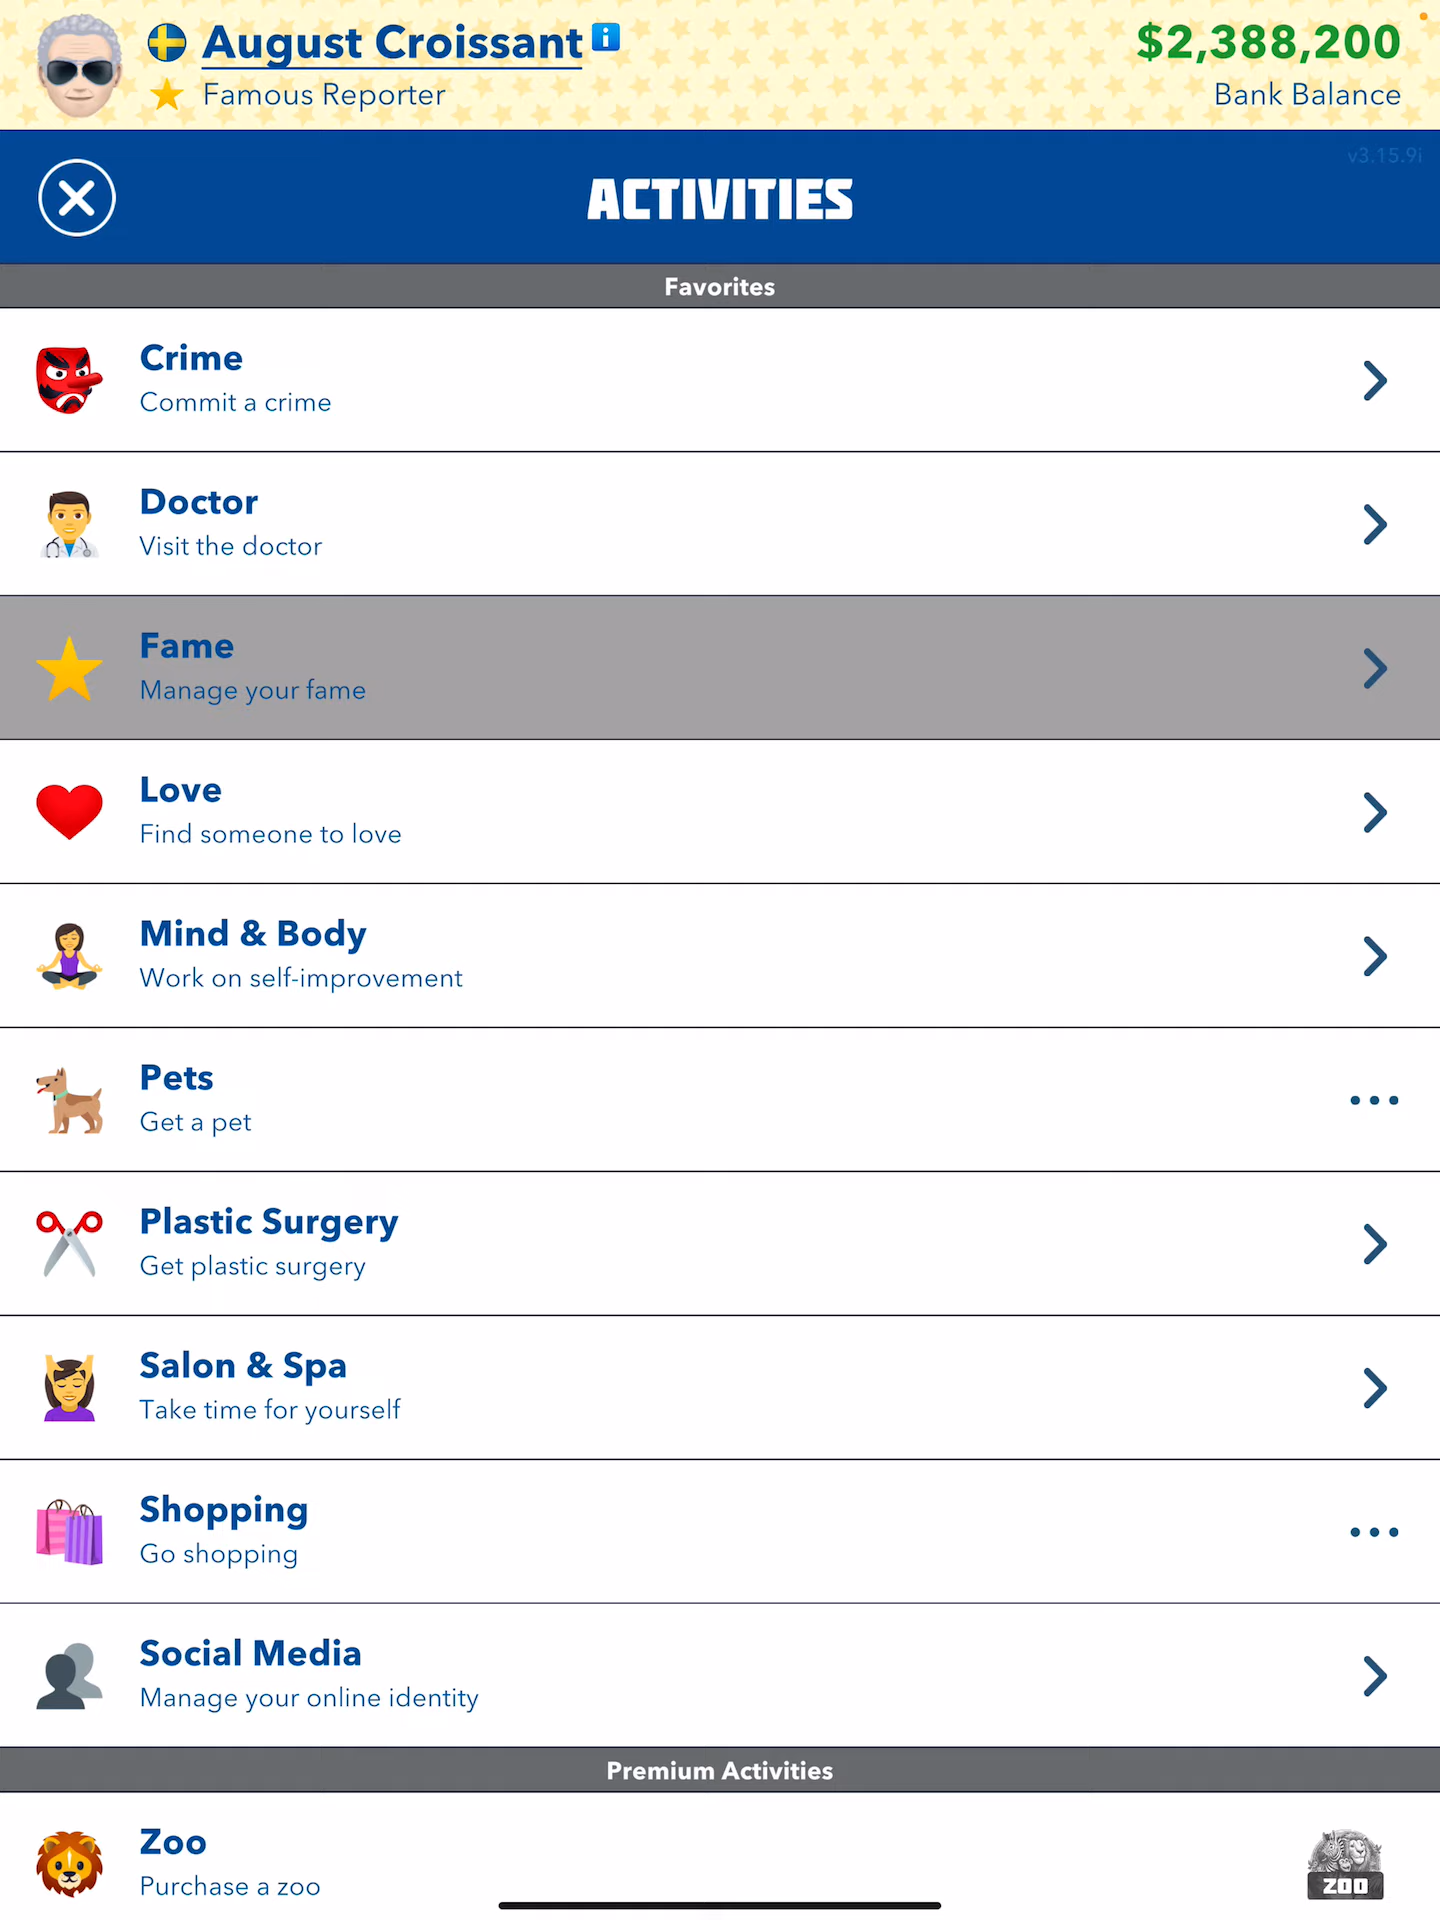 August Croissant
Famous Reporter
$2,388,200
Bank Balance
v3.15.9i
ACTIVITIES
Favorites
Crime
Commit a crime
Doctor
Visit the doctor
Fame
Manage your fame
Love
Find someone to love
Mind & Body
Work on self-improvement
Pets
Get a pet
Plastic Surgery
Get plastic surgery
Salon & Spa
Take time for yourself
Shopping
Go shopping
Social Media
Manage your online identity
Premium Activities
Zoo
Purchase a zoo
ZOO